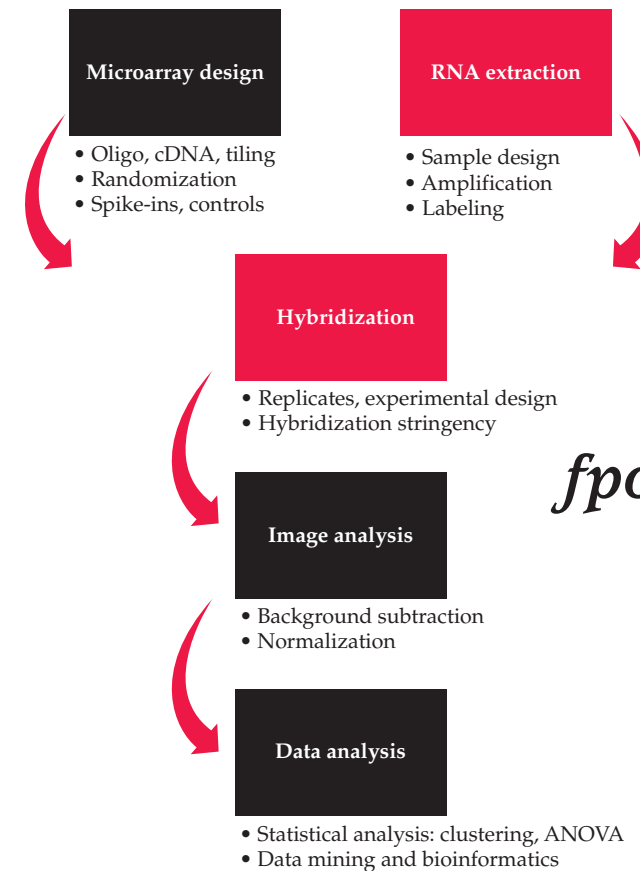 Microarray design
• Oligo, cDNA, tiling
• Randomization
• Spike-ins, controls
RNA extraction
• Sample design
• Amplification
• Labeling
Hybridization
• Replicates, experimental design
• Hybridization stringency
fpo
Image analysis
• Background subtraction
• Normalization
Data analysis
• Statistical analysis: clustering, ANOVA
• Data mining and bioinformatics